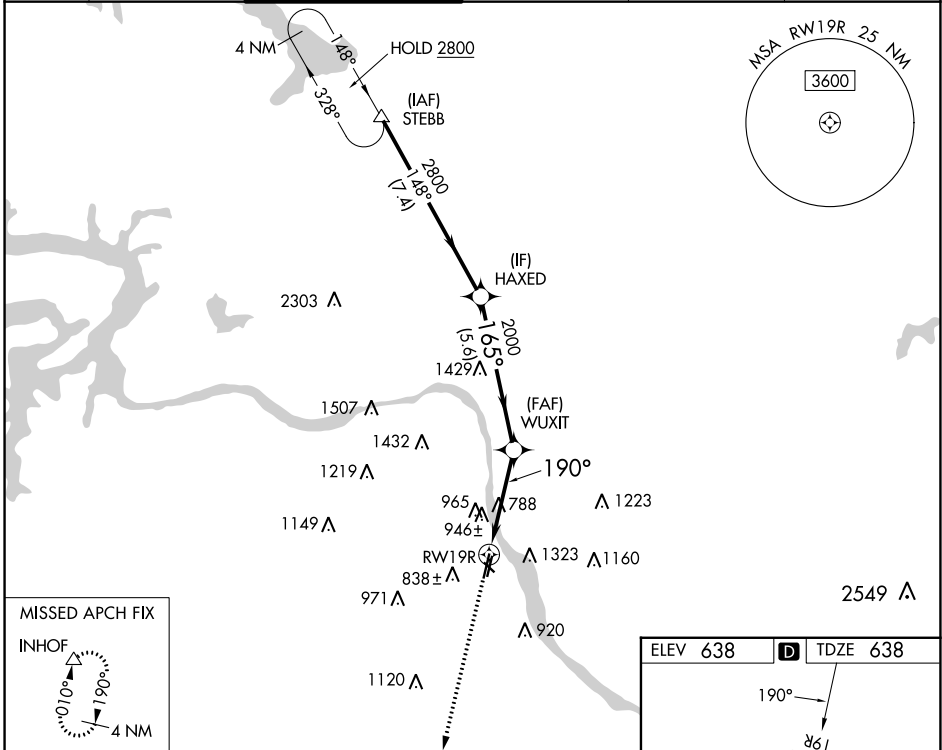 4 NM
148°
HOLD 2800
328°
(IAF)
STEBB
MSA RW19R 25 NM
3600
2800
148°
(7.4)
(IF)
HAXED
2303
2000
165°
(5.6)
1429
(FAF)
WUXIT
1507
1432
190°
1219
965
788
1223
946±
1149
RW19R
1323
1160
838±
971
2549
920
1120
MISSED APCH FIX
INHOF
010°
190°
4 NM
ELEV 638
D
TDZE 638
190°
19R